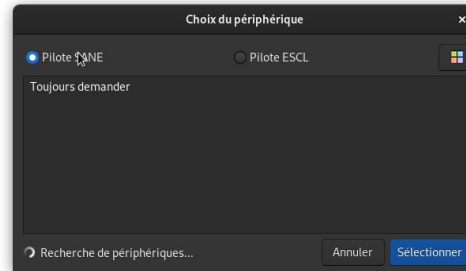 Choix du périphérique
Pilote SANE
Pilote ESCL
Toujours demander
Recherche de périphériques...
Annuler
Sélectionner